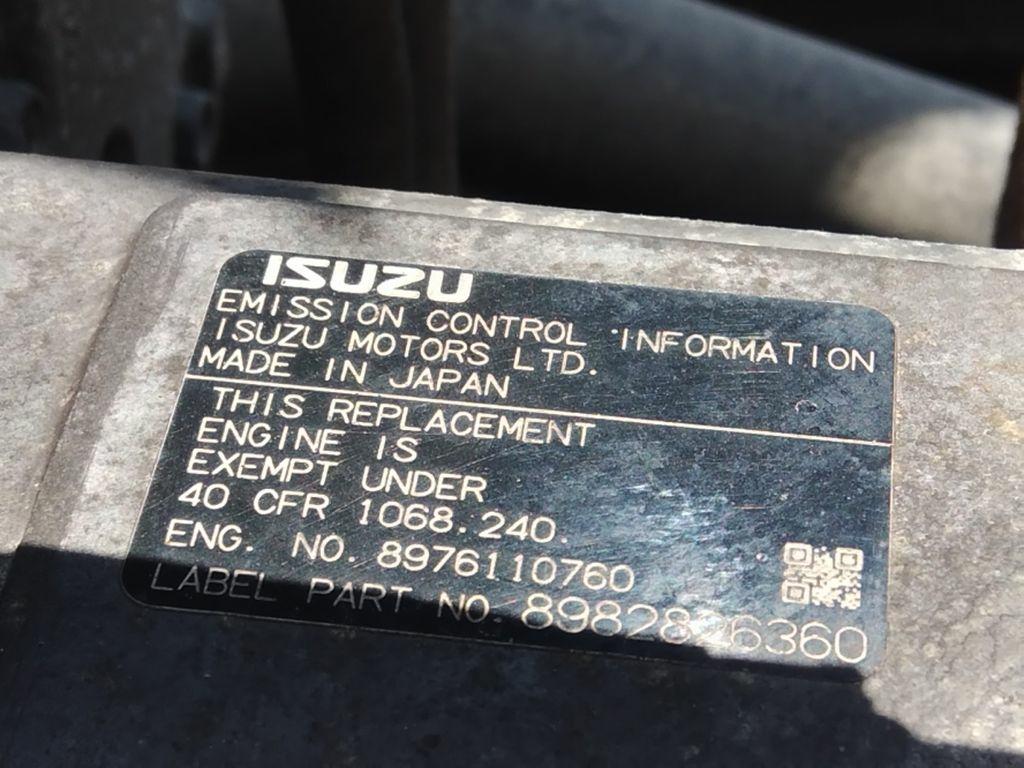 ISUZU
EMISSION CONTROL INFORMATION
ISUZU MOTORS LTD.
MADE IN JAPAN
THIS REPLACEMENT
ENGINE IS
EXEMPT UNDER
40 CFR 1068.240.
ENG. NO. 8976110760
LABEL PART NO. 8982826360